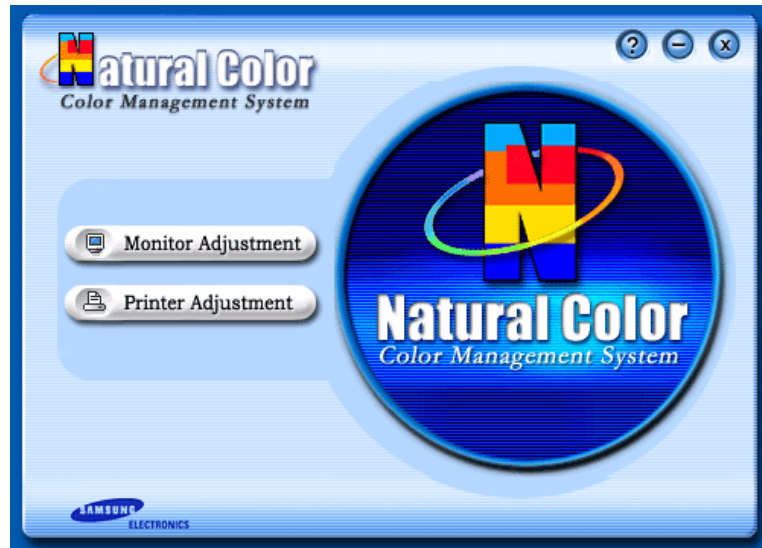 Natural Color
Color Management System
?
Monitor Adjustment
Printer Adjustment
N
Natural Color
Color Management System
SAMSUNG
ELECTRONICS